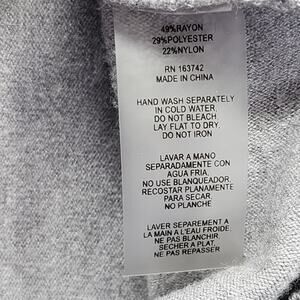 49%RAYON
29%POLYESTER
22%NYLON
RN 163742
MADE IN CHINA
HAND WASH SEPARATELY
IN COLD WATER,
DO NOT BLEACH.
LAY FLAT TO DRY,
DO NOT IRON
LAVAR A MANO
SEPARADAMENTE CON
AGUA FRIA,
NO USE BLANQUEADOR,
RECOSTAR PLANAMENTE
PARA SECAR.
NO PLANCHE
LAVER SEPAREMENT A
LA MAIN A L'EAU FROIDE.
NE PAS BLANCHIR.
SECHER A PLAT,
NE PAS REPASSER